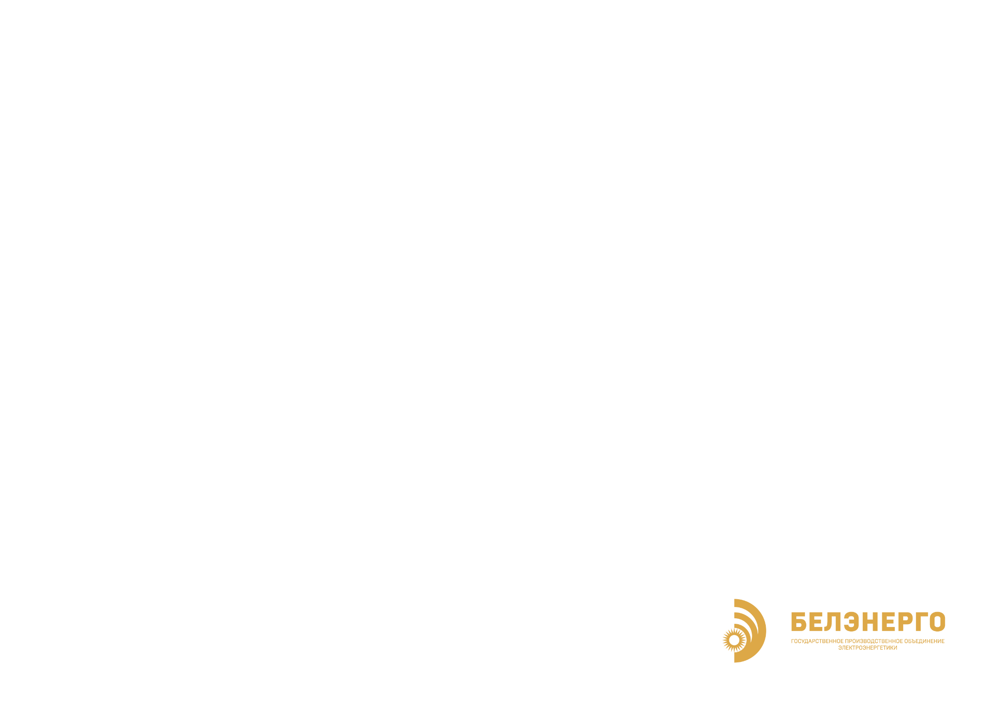 БЕЛЭНЕРГО
ГОСУДАРСТВЕННОЕ ПРОИЗВОДСТВЕННОЕ ОБЪЕДИНЕНИЕ
ЭЛЕКТРОЭНЕРГЕТИКИ